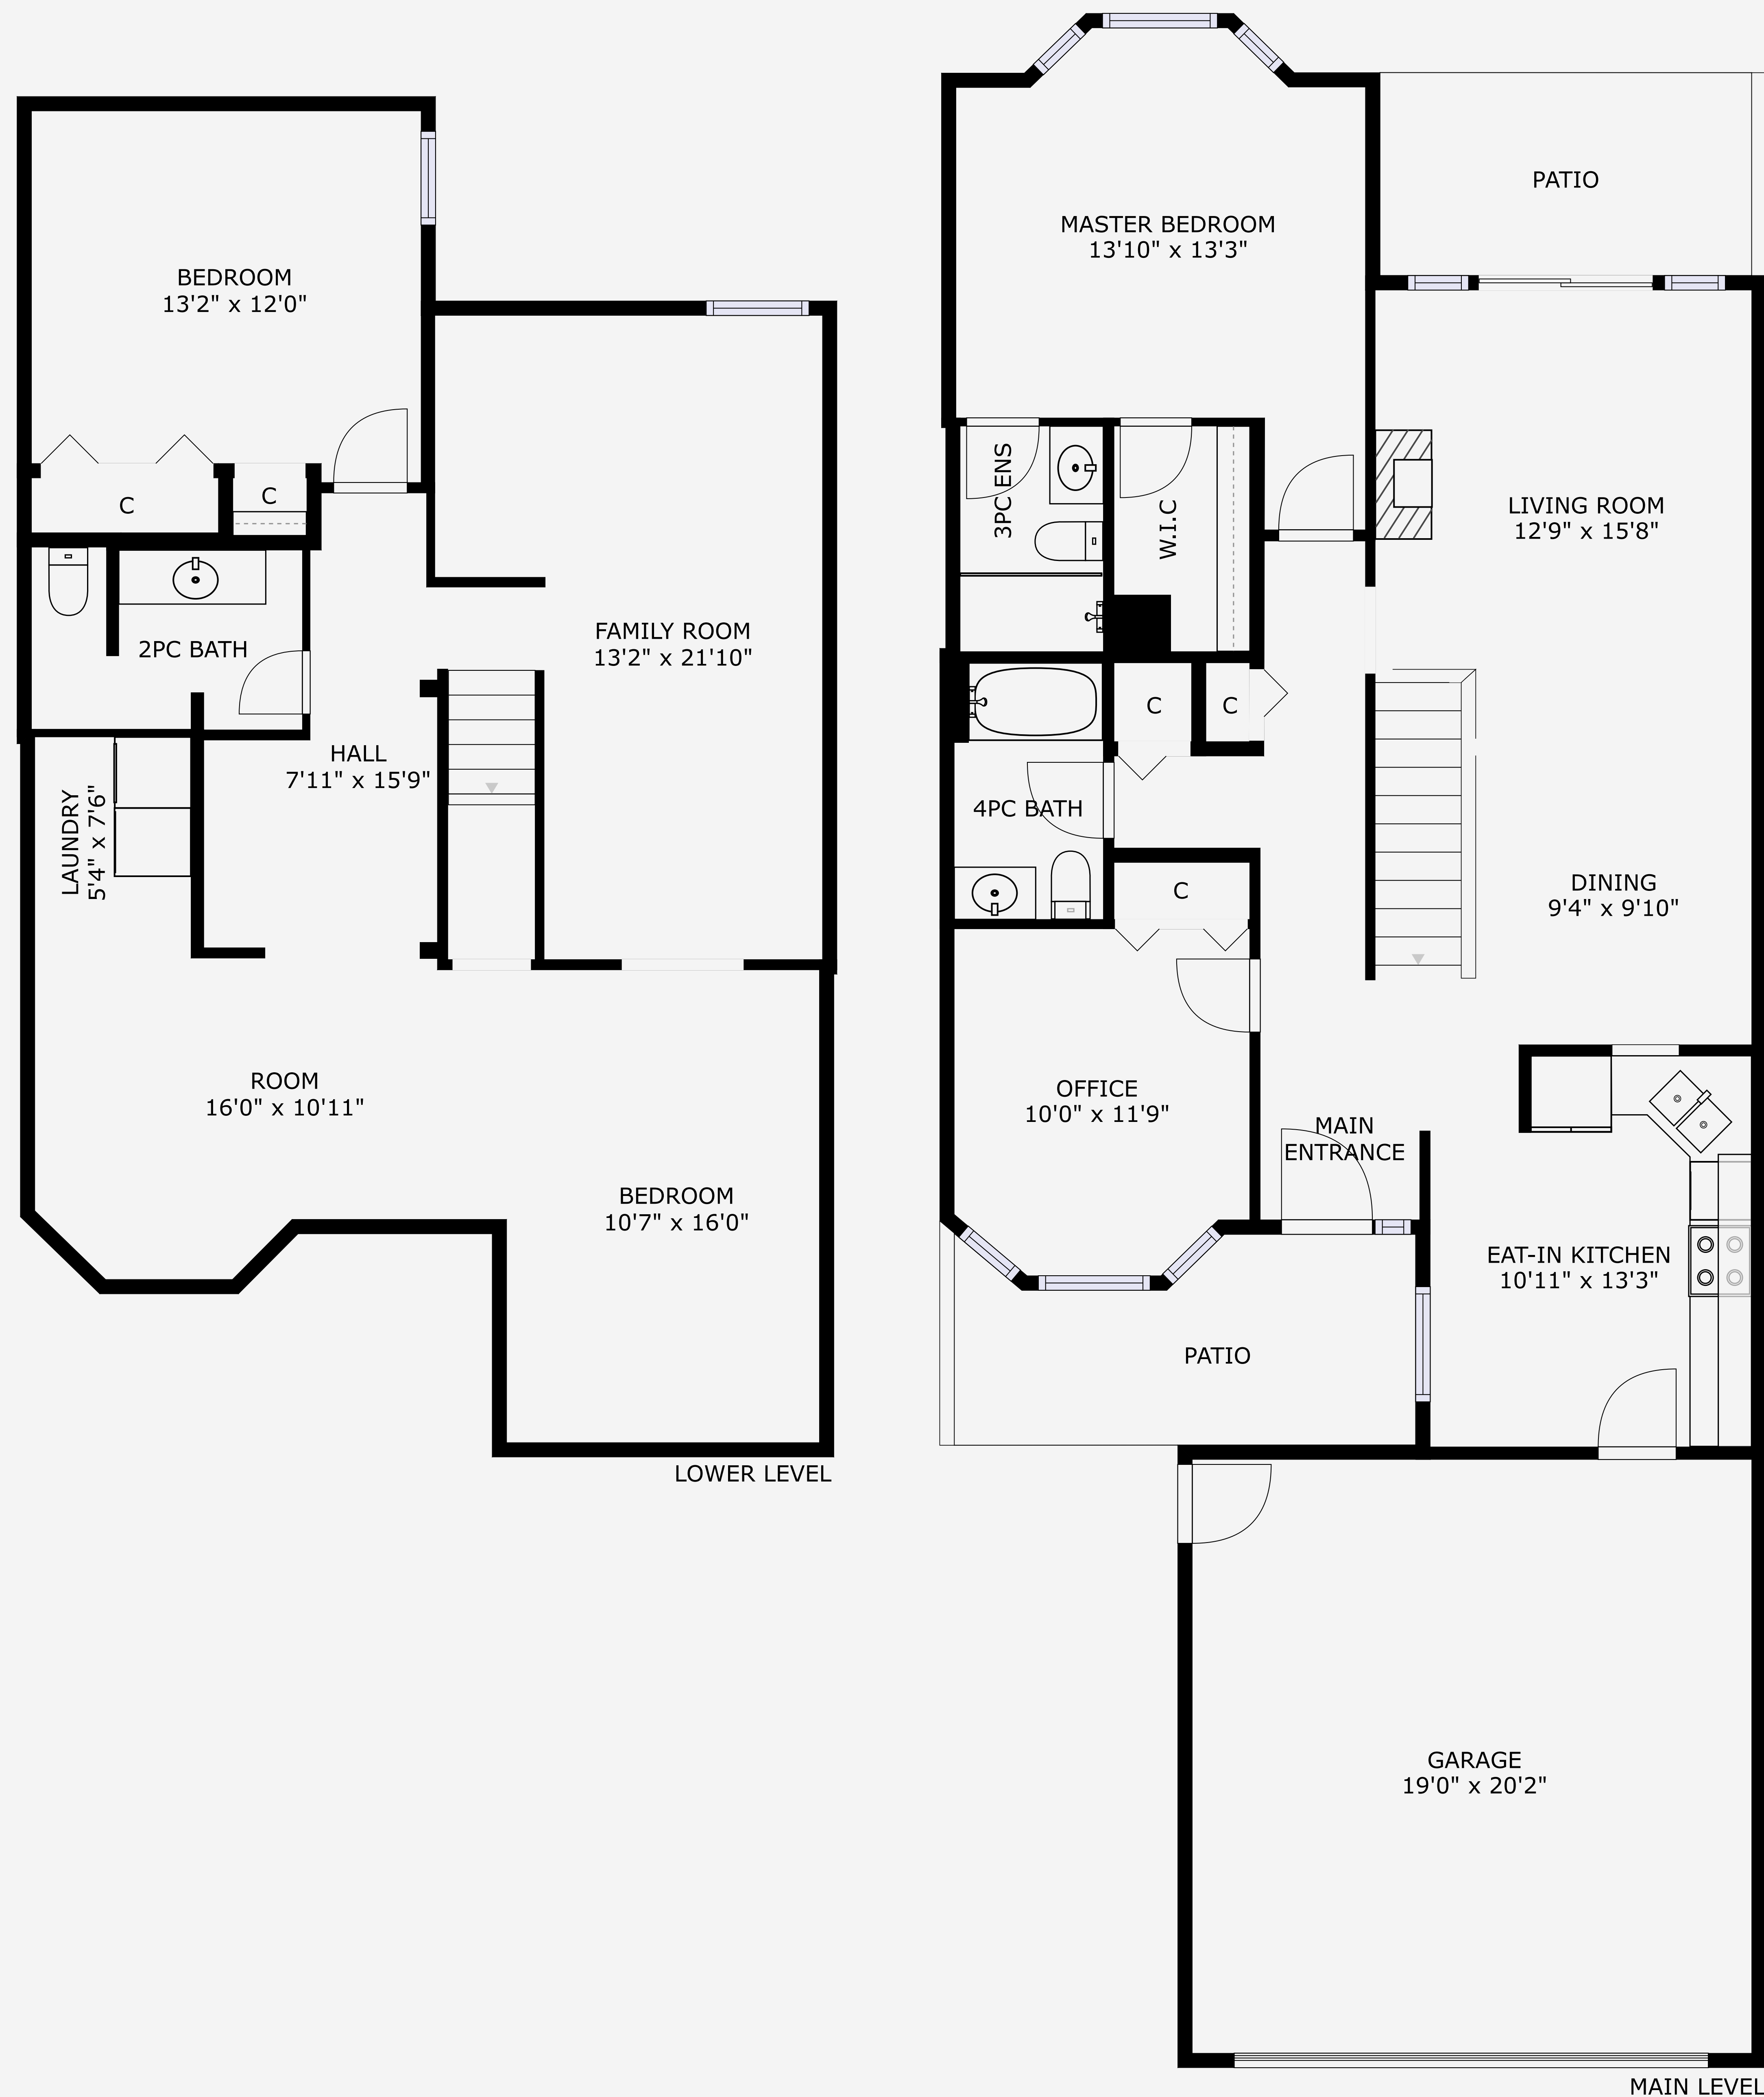 BEDROOM
13'2" x 12'0"
C
C
2PC BATH
FAMILY ROOM
13'2" x 21'10"
HALL
7'11" x 15'9"
LAUNDRY
5'4" x 7'6"
ROOM
16'0" x 10'11"
BEDROOM
10'7" x 16'0"
LOWER LEVEL
PATIO
MASTER BEDROOM
13'10" x 13'3"
3PC ENS
W.I.C
LIVING ROOM
12'9" x 15'8"
C
C
4PC BATH
C
DINING
9'4" x 9'10"
OFFICE
10'0" x 11'9"
MAIN
ENTRANCE
EAT-IN KITCHEN
10'11" x 13'3"
PATIO
GARAGE
19'0" x 20'2"
MAIN LEVEL